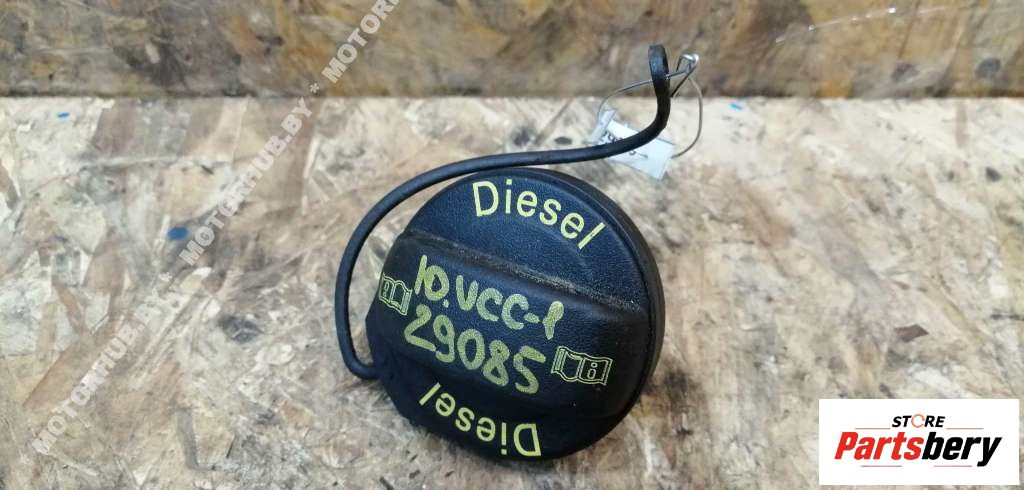 MOTORHUB.BY * MOTORHUB.BY * MOTORHUB
Diesel
10.VCC-1
29085
Diesel
STORE
Partsbery